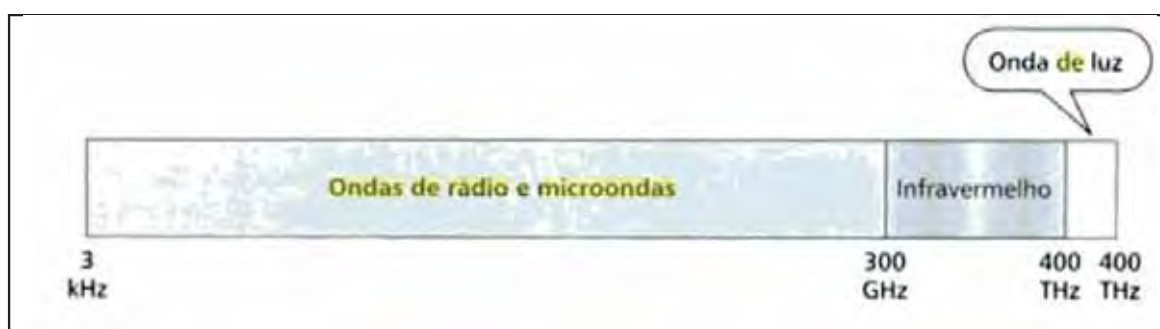 Onda de luz
Ondas de rádio e microondas
Infravermelho
3 300 400 400
kHz GHz THz THz